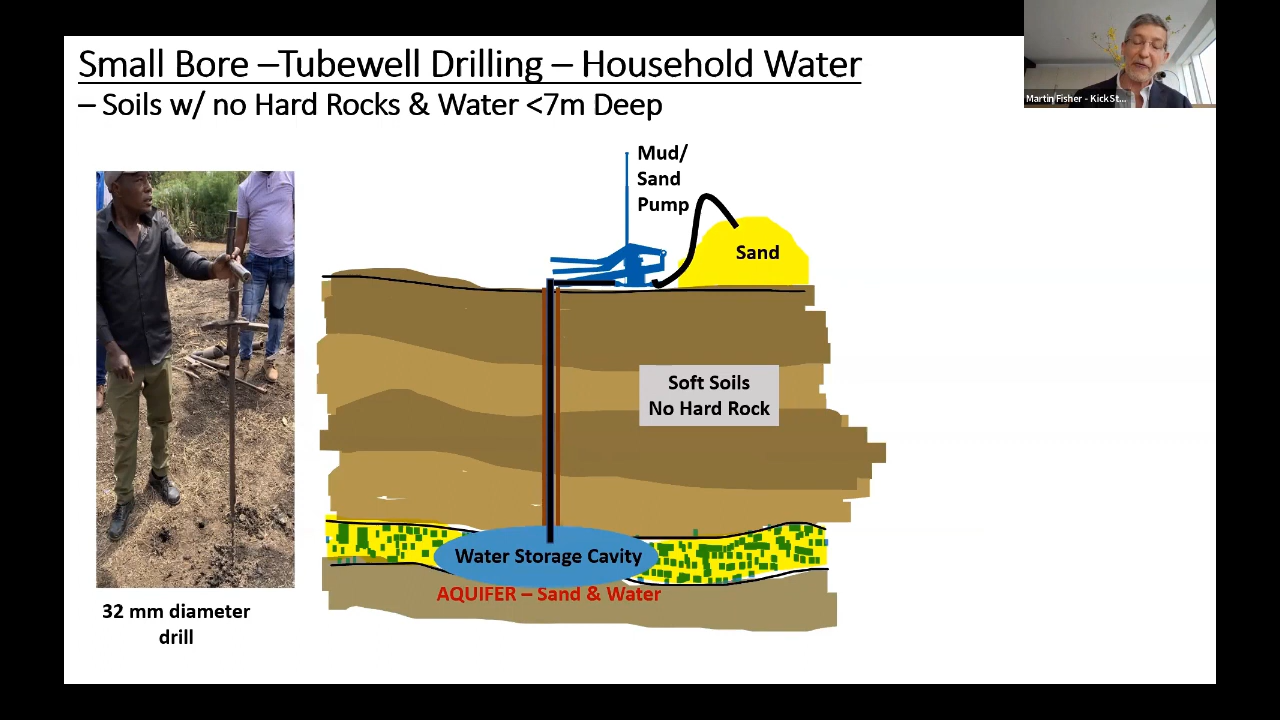 Small Bore –Tubewell Drilling – Household Water
– Soils w/ no Hard Rocks & Water <7m Deep
Martin Fisher - KickSt...
Mud/
Sand
Pump
Sand
Soft Soils
No Hard Rock
Water Storage Cavity
AQUIFER – Sand & Water
32 mm diameter
drill